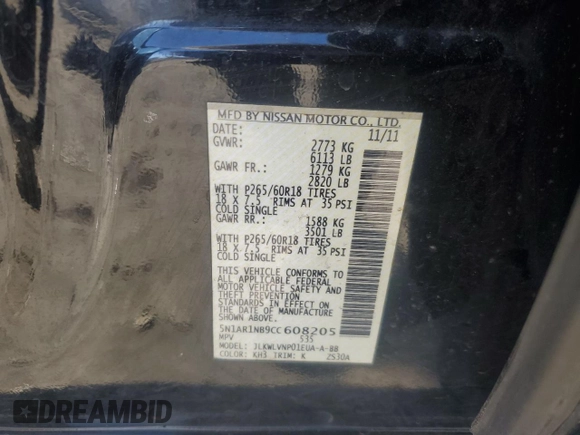 MFD BY NISSAN MOTOR CO., LTD.
DATE: 11/11
GVWR: 2773 KG
6113 LB
GAWR FR.: 1279 KG
2820 LB
WITH P265/60R18 TIRES
18 X 7.5 RIMS AT 35 PSI
COLD SINGLE
GAWR RR.: 1588 KG
3501 LB
WITH P265/60R18 TIRES
18 X 7.5 RIMS AT 35 PSI
COLD SINGLE
THIS VEHICLE CONFORMS TO
ALL APPLICABLE FEDERAL
MOTOR VEHICLE SAFETY AND
THEFT PREVENTION
STANDARDS IN EFFECT ON
THE DATE OF MANUFACTURE
SHOWN ABOVE.
5N1AR1NB9CC608205
MPV 535
MODEL: JLKWLVNP01EUA-A-BB
COLOR: KH3 TRIM: K 2530A
DREAMBID